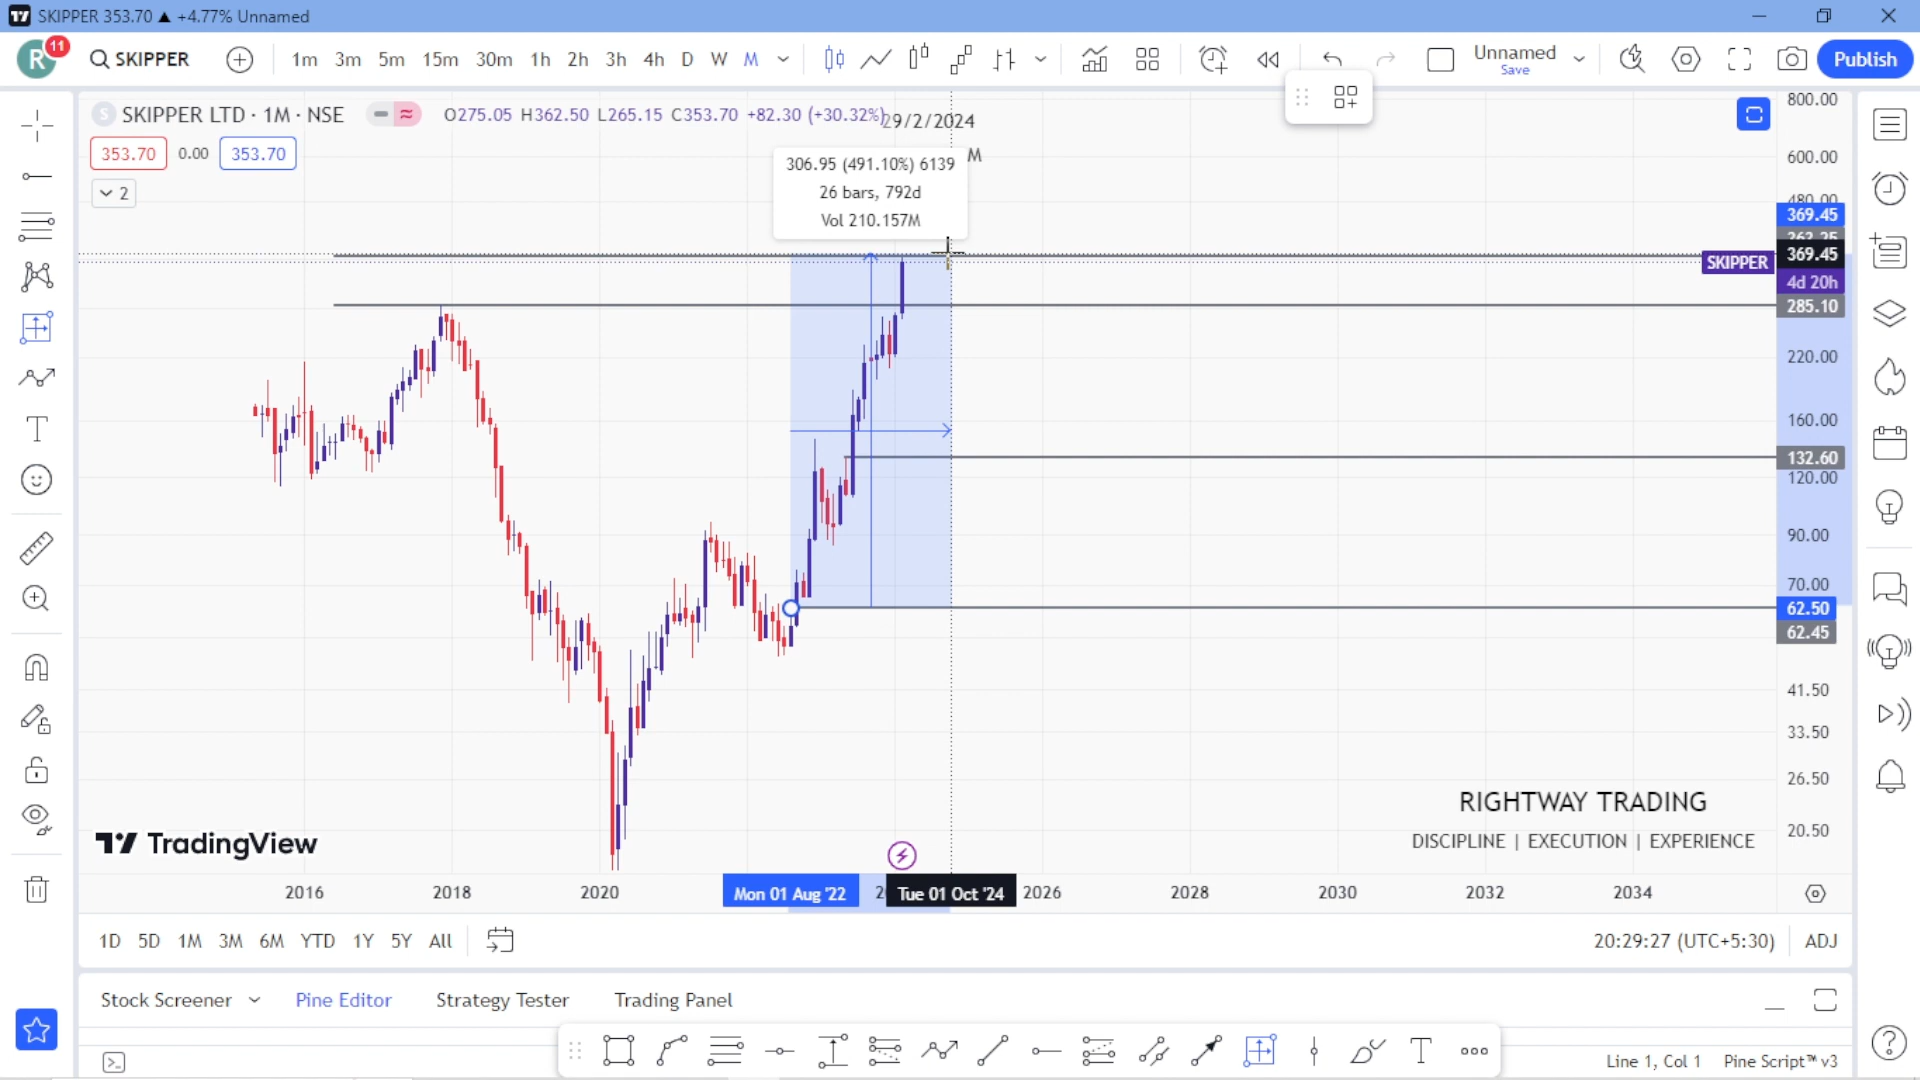 SKIPPER 353.70 ▲ +4.77% Unnamed
R 11 SKIPPER 1m 3m 5m 15m 30m 1h 2h 3h 4h D W M Unnamed Save Publish
S SKIPPER LTD · 1M · NSE O275.05 H362.50 L265.15 C353.70 +82.30 (+30.32%)
29/2/2024
M
353.70 0.00 353.70
2
306.95 (491.10%) 6139
26 bars, 792d
Vol 210.157M
800.00
600.00
480.00
369.45
262.25
SKIPPER 369.45
4d 20h
285.10
220.00
160.00
132.60
120.00
90.00
70.00
62.50
62.45
41.50
33.50
26.50
20.50
RIGHTWAY TRADING
DISCIPLINE | EXECUTION | EXPERIENCE
TradingView
2016 2018 2020 Mon 01 Aug '22 2 Tue 01 Oct '24 2026 2028 2030 2032 2034
1D 5D 1M 3M 6M YTD 1Y 5Y All 20:29:27 (UTC+5:30) ADJ
Stock Screener Pine Editor Strategy Tester Trading Panel
Line 1, Col 1 Pine Script™ v3